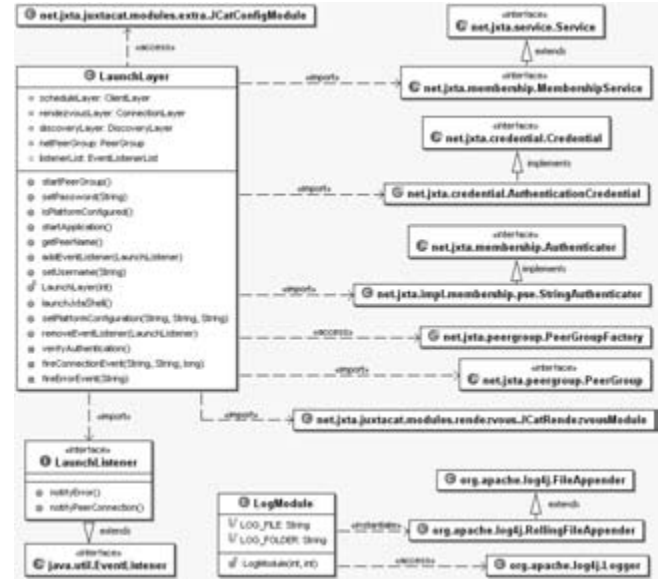 net.jxta.juxtacat.modules.extra.JCatConfigModule
«access»
LaunchLayer
scheduleLayer: ClientLayer
rendezvousLayer: ConnectionLayer
discoveryLayer: DiscoveryLayer
netPeerGroup: PeerGroup
listenerList: EventListenerList
startPeerGroup()
setPassword(String)
isPlatformConfigured()
startApplication()
getPeerName()
addEventListener(LaunchListener)
setUsername(String)
LaunchLayer(int)
launchJxtaShell()
setPlatformConfiguration(String, String, String)
removeEventListener(LaunchListener)
verifyAuthentication()
fireConnectionEvent(String, String, long)
fireErrorEvent(String)
«interface»
net.jxta.service.Service
extends
«import»
«interface»
net.jxta.membership.MembershipService
«interface»
net.jxta.credential.Credential
implements
«import»
net.jxta.credential.AuthenticationCredential
«interface»
net.jxta.membership.Authenticator
implements
«import»
net.jxta.impl.membership.pse.StringAuthenticator
«access»
net.jxta.peergroup.PeerGroupFactory
«import»
«interface»
net.jxta.peergroup.PeerGroup
«import»
net.jxta.juxtacat.modules.rendezvous.JCatRendezvousModule
«import»
«interface»
LaunchListener
notifyError()
notifyPeerConnection()
extends
«interface»
java.util.EventListener
LogModule
LOG_FILE: String
LOG_FOLDER: String
LogModule(int, int)
org.apache.log4j.FileAppender
extends
«instantiate»
org.apache.log4j.RollingFileAppender
«access»
org.apache.log4j.Logger